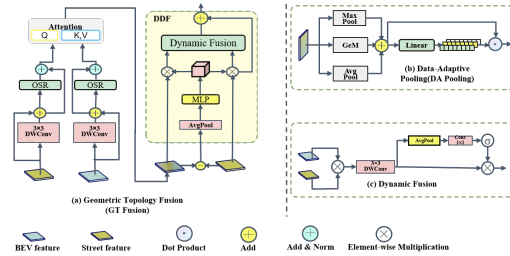 Attention
Q
K,V
OSR
OSR
3×3
DWConv
3×3
DWConv
DDF
Dynamic Fusion
MLP
AvgPool
(a) Geometric Topology Fusion
(GT Fusion)
Max
Pool
GeM
Avg
Pool
Linear
(b) Data-Adaptive
Pooling(DA Pooling)
3×3
DWConv
AvgPool
Conv
1×1
σ
(c) Dynamic Fusion
BEV feature
Street feature
Dot Product
Add
Add & Norm
Element-wise Multiplication